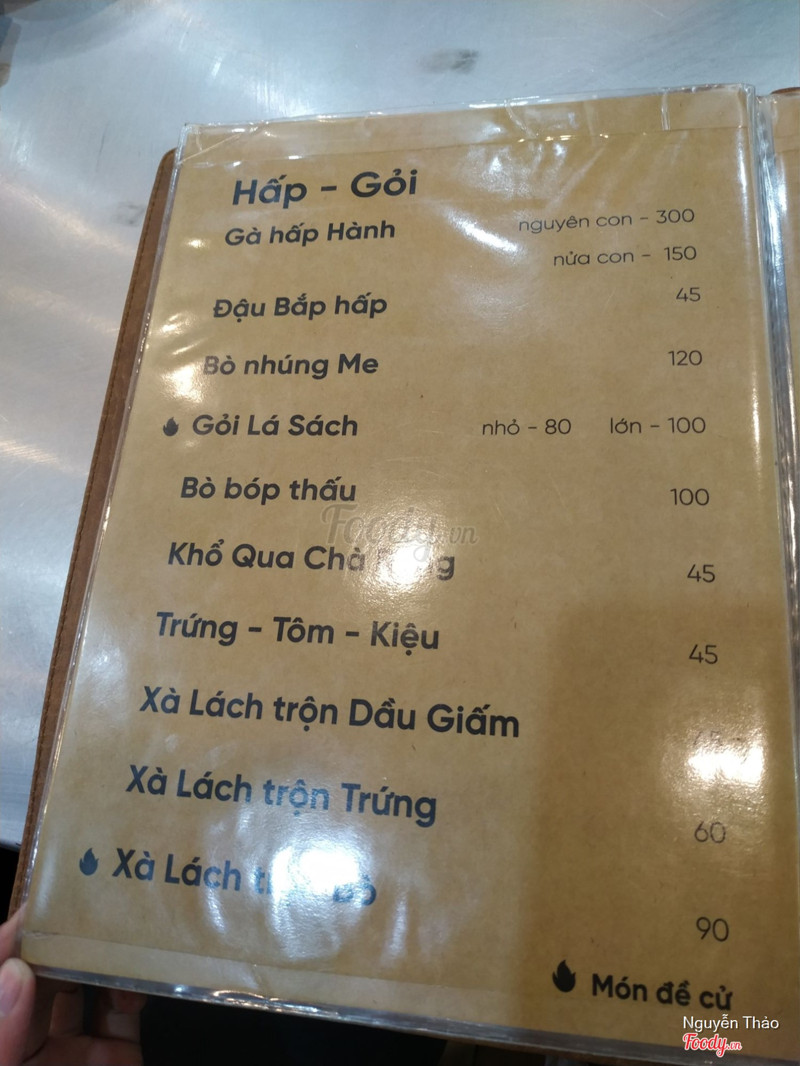 Hấp - Gỏi
Gà hấp Hành nguyên con - 300
nửa con - 150
Đậu Bắp hấp 45
Bò nhúng Me 120
Gỏi Lá Sách nhỏ - 80 lớn - 100
Bò bóp thấu 100
Khổ Qua Chà 45
Trứng - Tôm - Kiệu 45
Xà Lách trộn Dầu Giấm
Xà Lách trộn Trứng 60
Xà Lách 90
Món đề cử
Foody.vn
Nguyễn Thảo
Foody.vn